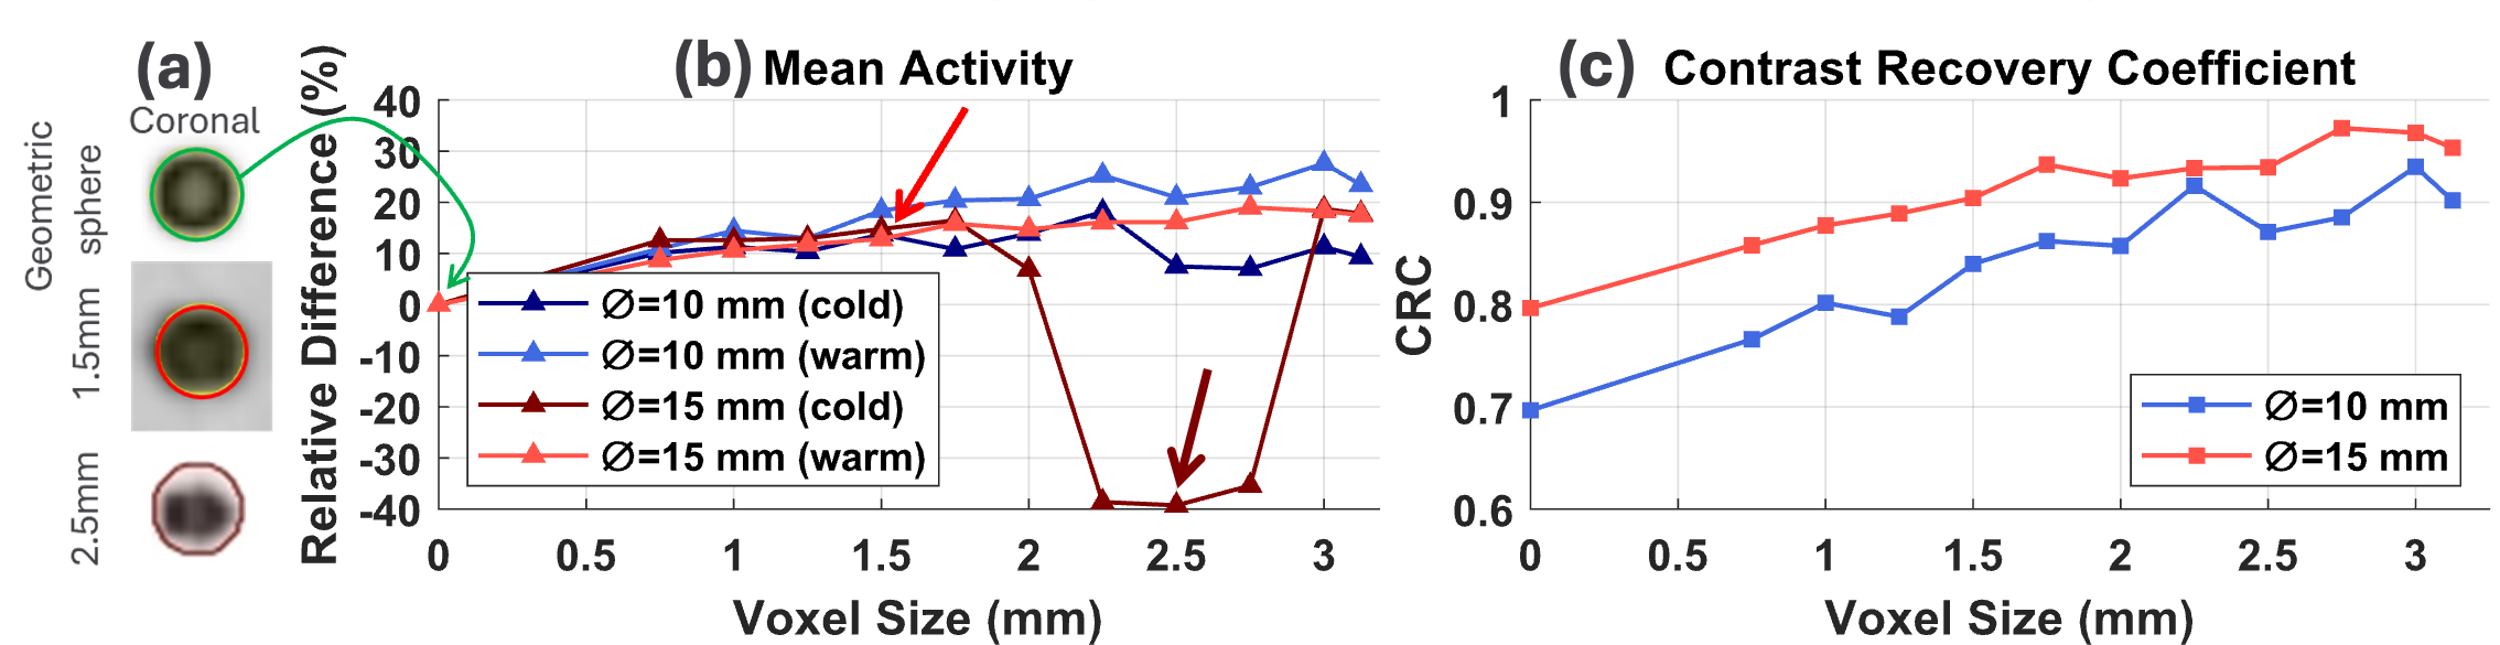 (a)
Coronal
Geometric
sphere
1.5mm
2.5mm
(b) Mean Activity
Relative Difference (%)
40
30
20
10
0
-10
-20
-30
-40
∅=10 mm (cold)
∅=10 mm (warm)
∅=15 mm (cold)
∅=15 mm (warm)
0 0.5 1 1.5 2 2.5 3
Voxel Size (mm)
(c) Contrast Recovery Coefficient
CRC
1
0.9
0.8
0.7
0.6
∅=10 mm
∅=15 mm
0 0.5 1 1.5 2 2.5 3
Voxel Size (mm)